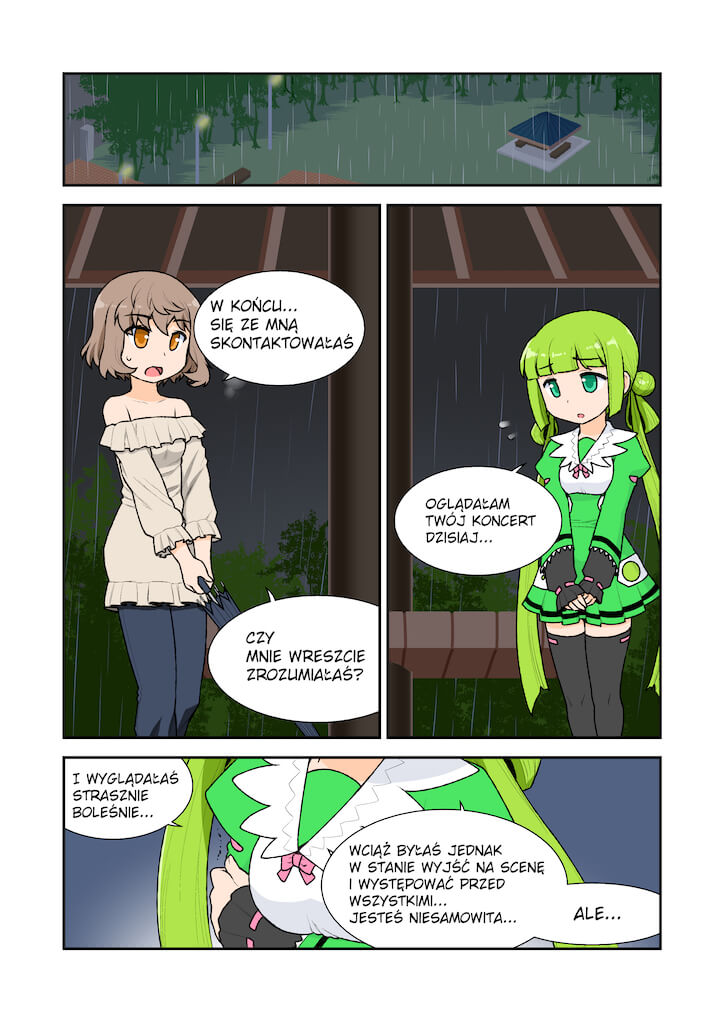 W KOŃCU...
SIĘ ZE MNĄ
SKONTAKTOWAŁAŚ
CZY
MNIE WRESZCIE
ZROZUMIAŁAŚ?
OGLĄDAŁAM
TWÓJ KONCERT
DZISIAJ...
I WYGLĄDAŁAŚ
STRASZNIE
BOLEŚNIE...
WCIĄŻ BYŁAŚ JEDNAK
W STANIE WYJŚĆ NA SCENĘ
I WYSTĘPOWAĆ PRZED
WSZYSTKIMI...
JESTEŚ NIESAMOWITA...
ALE...